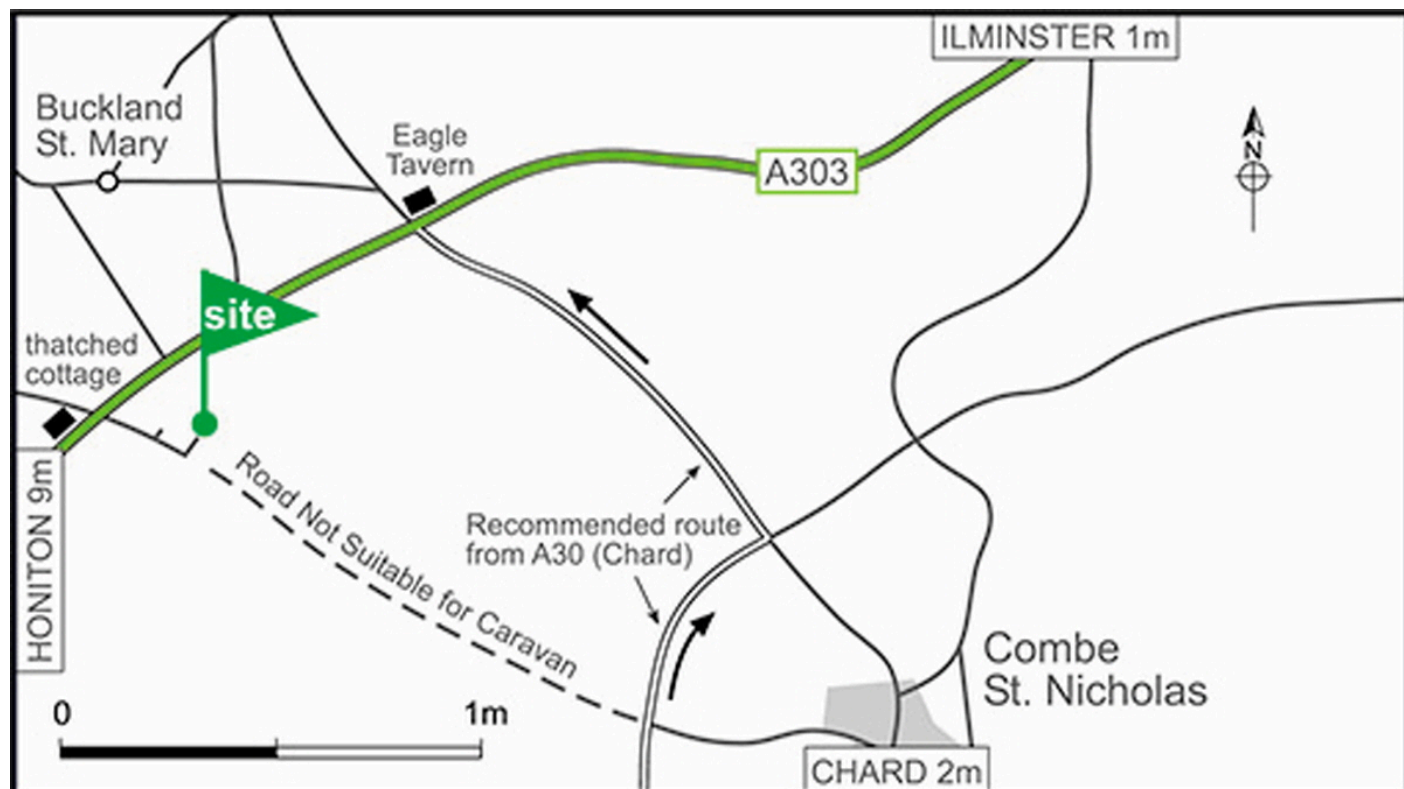 ILMINSTER 1m
Buckland
St. Mary
Eagle
Tavern
A303
N
site
thatched
cottage
HONITON 9m
Road Not Suitable for Caravan
Recommended route
from A30 (Chard)
Combe
St. Nicholas
0
1m
CHARD 2m